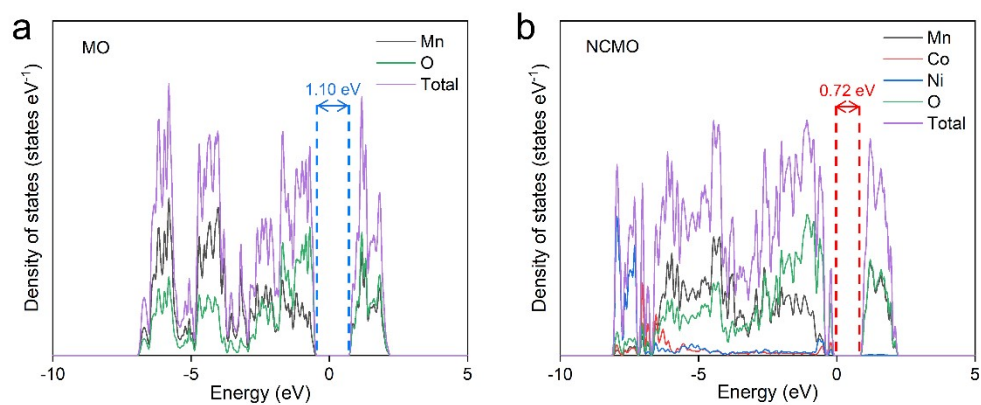 a
MO
Mn
O
Total
1.10 eV
Density of states (states eV⁻¹)
-10
-5
0
5
Energy (eV)
b
NCMO
Mn
Co
Ni
O
Total
0.72 eV
Density of states (states eV⁻¹)
-10
-5
0
5
Energy (eV)